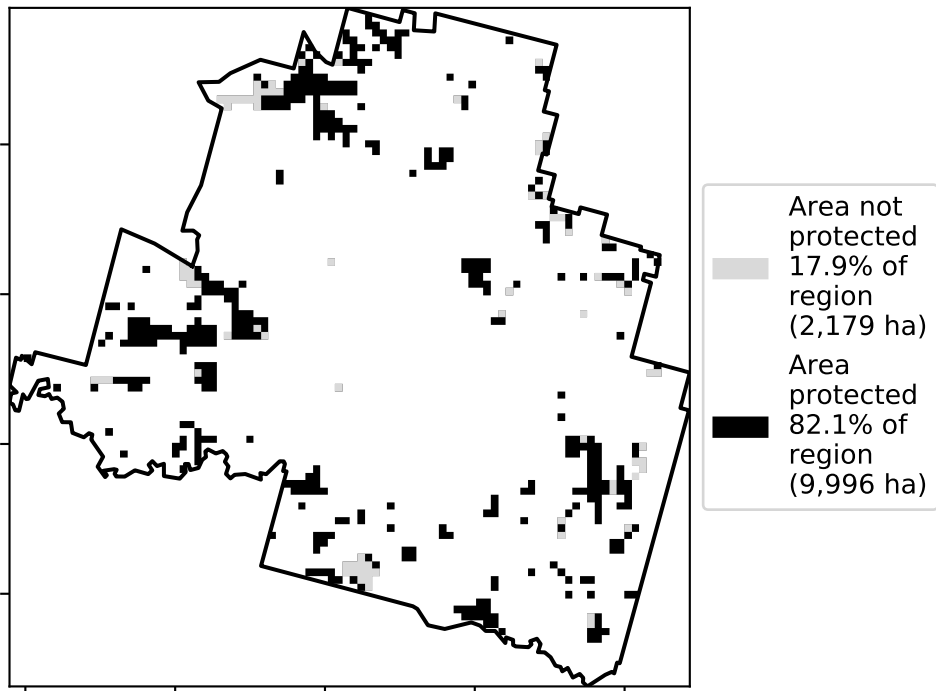 Area not
protected
17.9% of
region
(2,179 ha)
Area
protected
82.1% of
region
(9,996 ha)